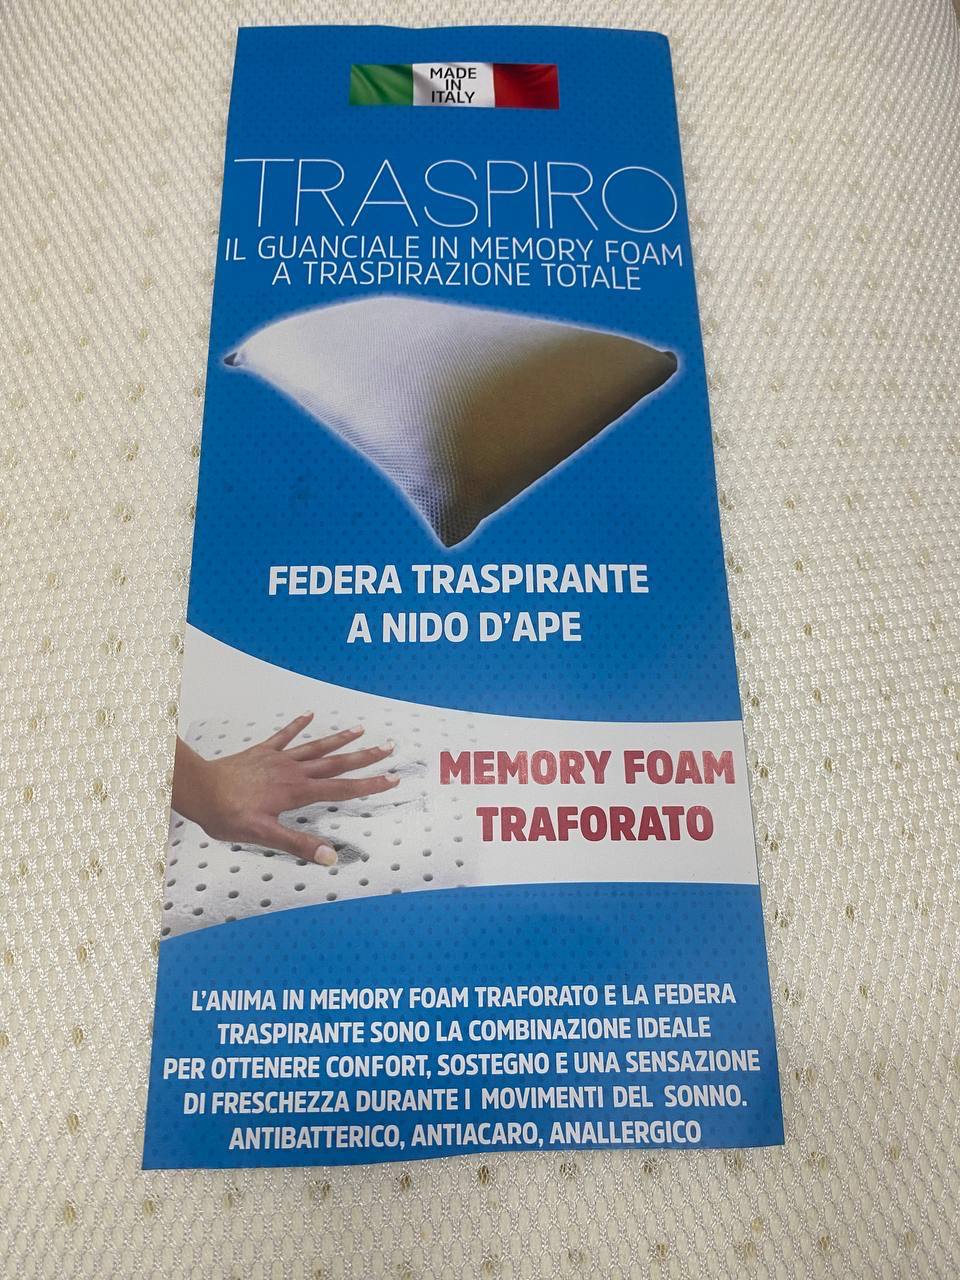 MADE
IN
ITALY
TRASPIRO
IL GUANCIALE IN MEMORY FOAM
A TRASPIRAZIONE TOTALE
FEDERA TRASPIRANTE
A NIDO D'APE
MEMORY FOAM
TRAFORATO
L'ANIMA IN MEMORY FOAM TRAFORATO E LA FEDERA
TRASPIRANTE SONO LA COMBINAZIONE IDEALE
PER OTTENERE CONFORT, SOSTEGNO E UNA SENSAZIONE
DI FRESCHEZZA DURANTE I MOVIMENTI DEL SONNO.
ANTIBATTERICO, ANTIACARO, ANALLERGICO